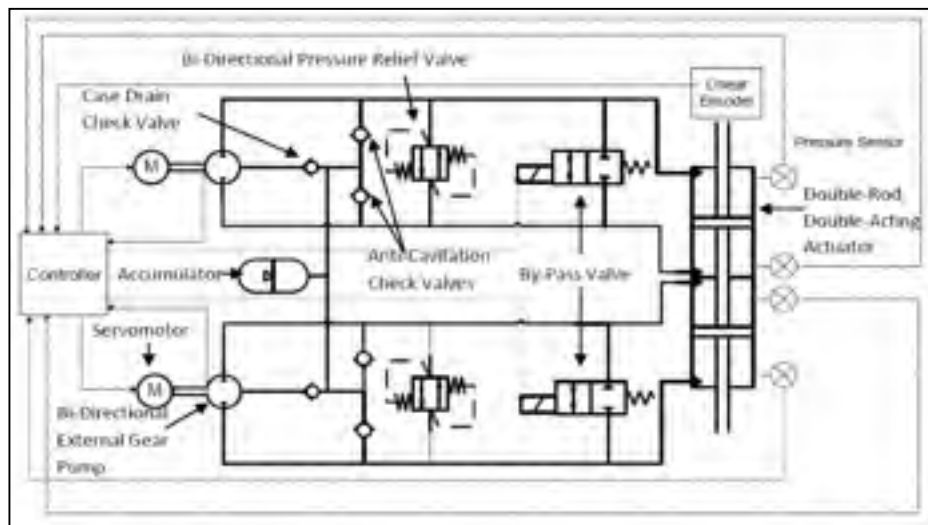 Bi-Directional Pressure Relief Valve
Case Drain
Check Valve
Linear
Encoder
Pressure Sensor
M
Double-Rod,
Double-Acting
Actuator
Controller
Accumulator
Anti-Cavitation
Check Valves
By-Pass Valve
Servomotor
M
Bi-Directional
External Gear
Pump